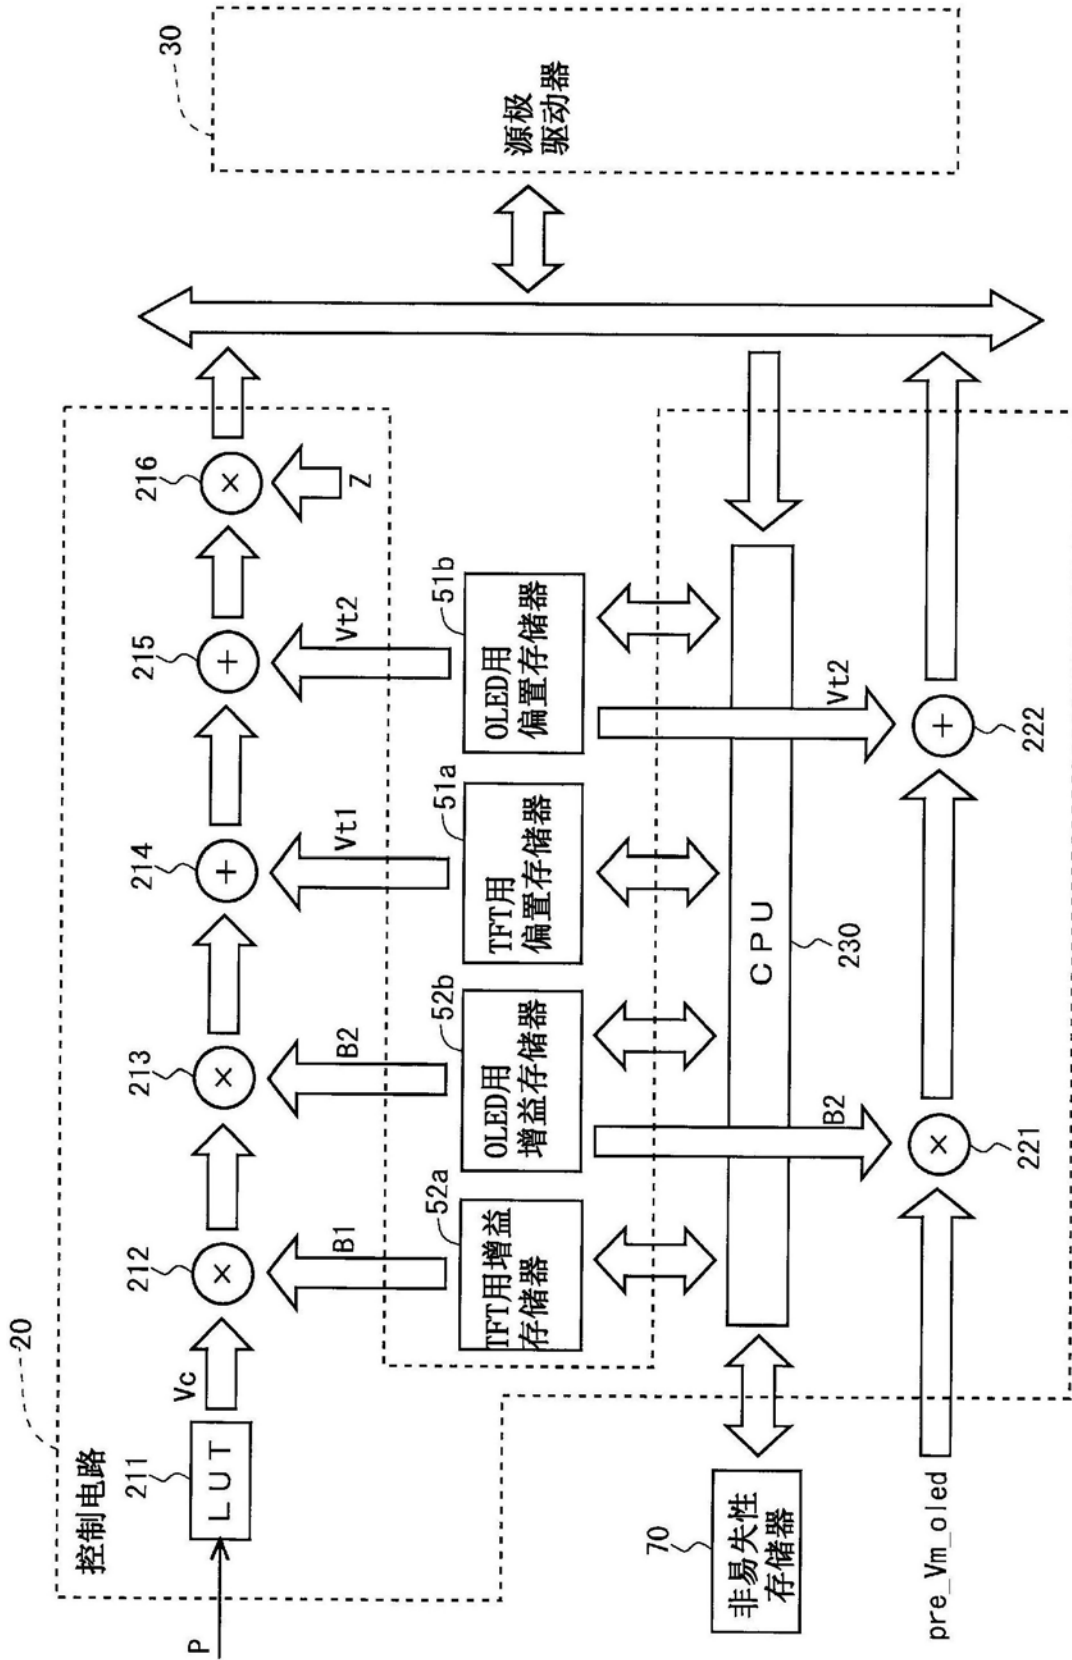 20
控制电路
P
LUT
211
Vc
212
213
214
215
216
B1
B2
Vt1
Vt2
Z
52a
TFT用增益
存储器
52b
OLED用
增益存储器
51a
TFT用
偏置存储器
51b
OLED用
偏置存储器
30
源极
驱动器
70
非易失性
存储器
CPU
230
B2
Vt2
pre_Vm_oled
221
222